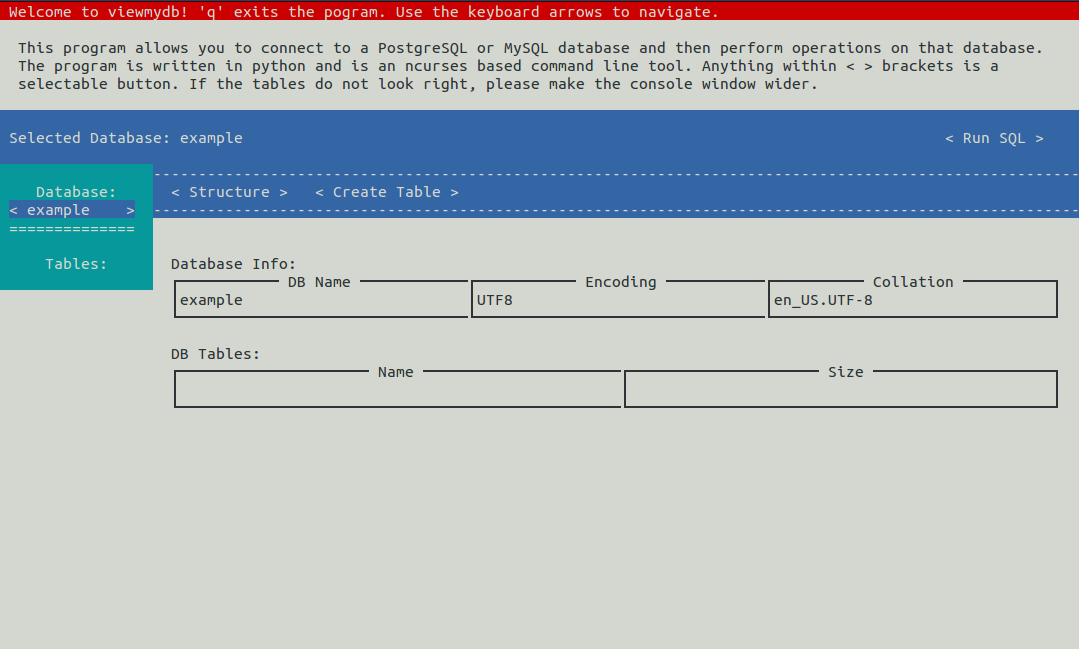 Welcome to viewmydb! 'q' exits the pogram. Use the keyboard arrows to navigate.
This program allows you to connect to a PostgreSQL or MySQL database and then perform operations on that database.
The program is written in python and is an ncurses based command line tool. Anything within < > brackets is a
selectable button. If the tables do not look right, please make the console window wider.
Selected Database: example < Run SQL >
Database: < Structure > < Create Table >
< example >
==============
Tables:
Database Info:
DB Name Encoding Collation
example UTF8 en_US.UTF-8
DB Tables:
Name Size